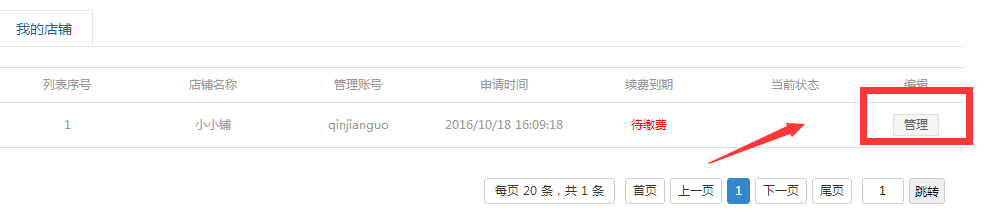 我的店铺
列表序号 店铺名称 管理账号 申请时间 续费到期 当前状态 编辑
1 小小铺 qinjianguo 2016/10/18 16:09:18 待缴费 管理
每页 20 条，共 1 条 首页 上一页 1 下一页 尾页 1 跳转